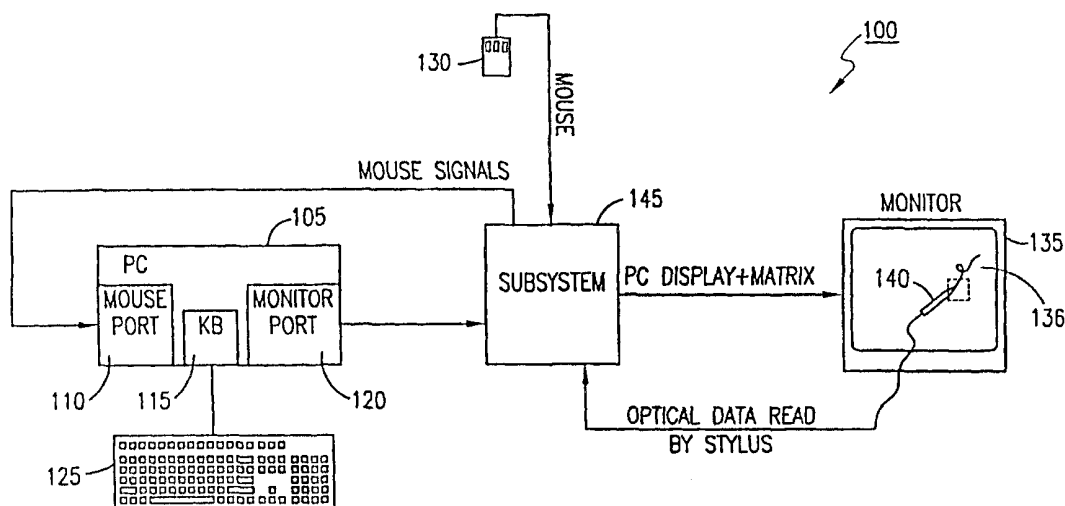 100
130
MOUSE
MOUSE SIGNALS
145
MONITOR
105
135
PC
SUBSYSTEM
PC DISPLAY+MATRIX
140
MOUSE PORT
KB
MONITOR PORT
136
110
115
120
OPTICAL DATA READ
BY STYLUS
125